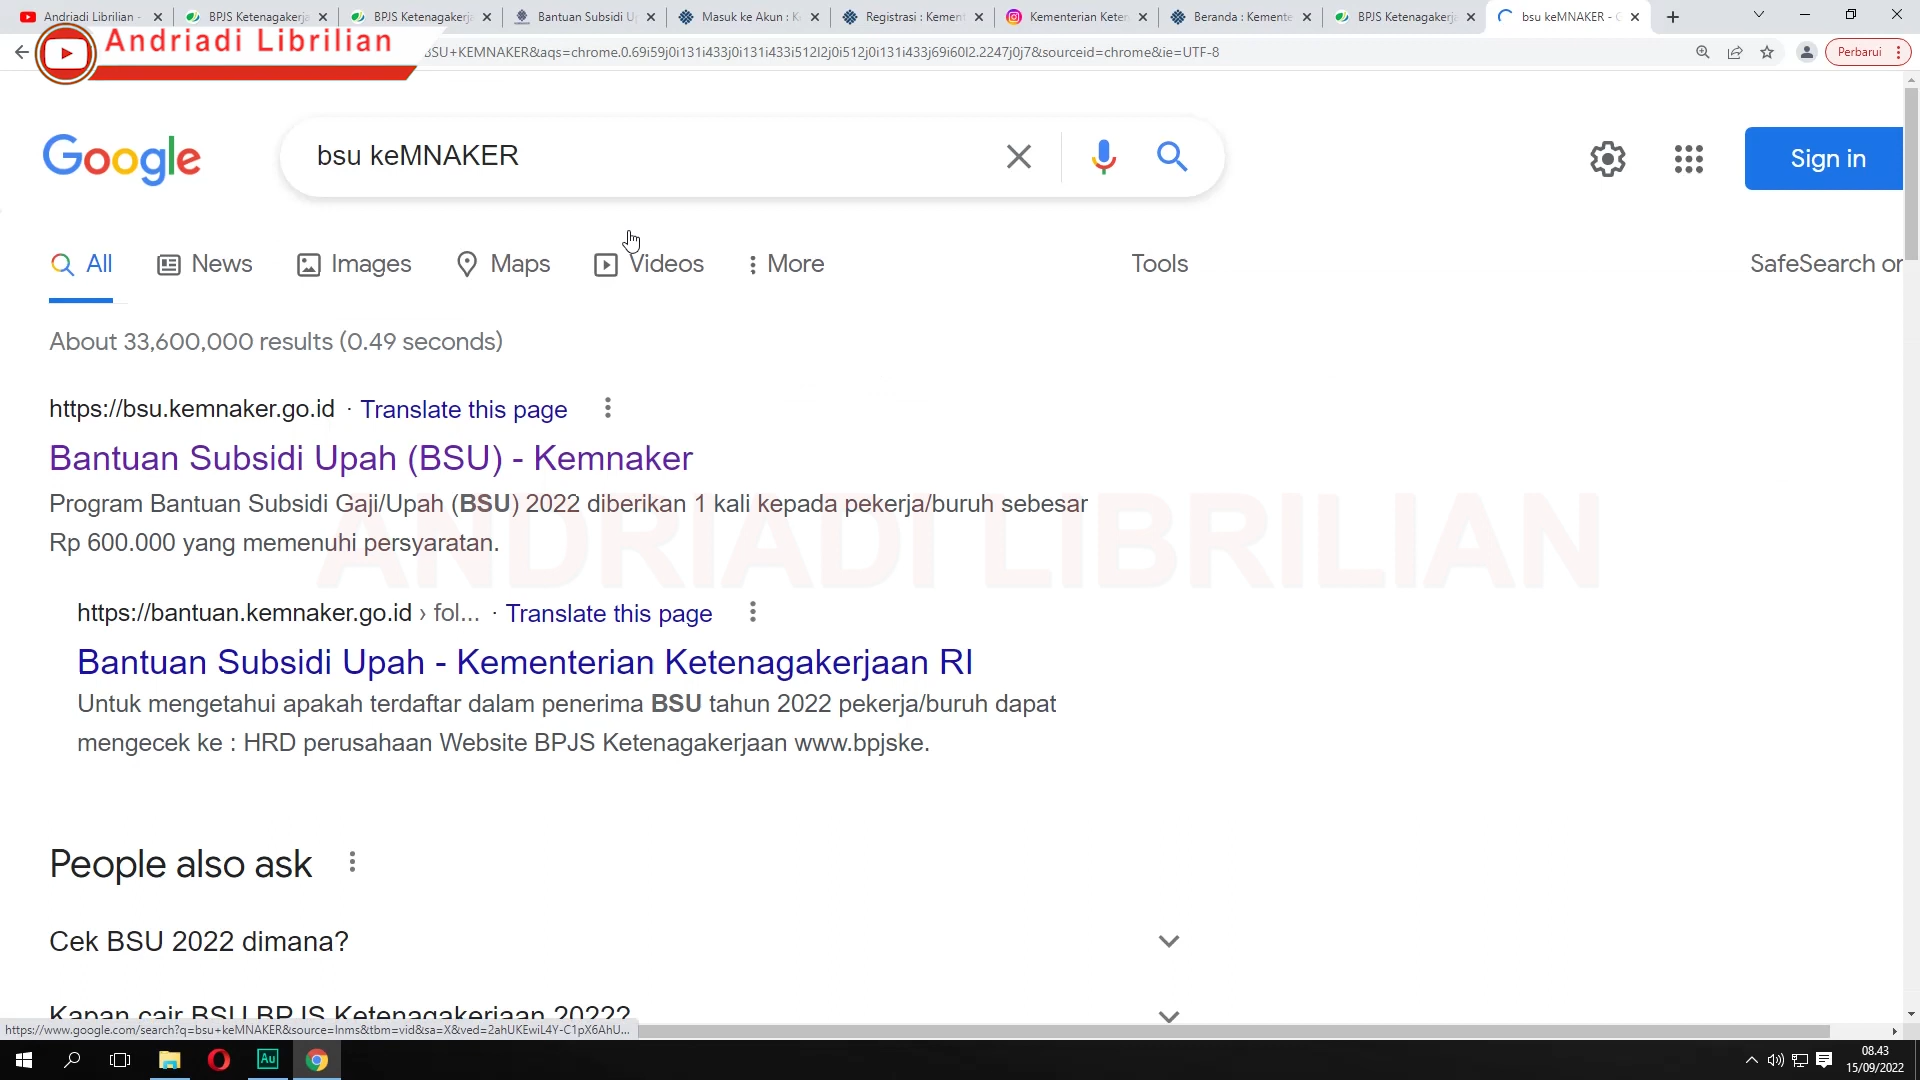 Andriadi Librilian -
BPJS Ketenagakerja
BPJS Ketenagakerja
Bantuan Subsidi U
Masuk ke Akun : K
Registrasi : Kement
Kementerian Keten
Beranda : Kemente
BPJS Ketenagakerja
bsu keMNAKER - G
Andriadi Librilian
BSU+KEMNAKER&aqs=chrome.0.69i59j0i131i433j0i131i433i512l2j0i512j0i131i433j69i60l2.2247j0j7&sourceid=chrome&ie=UTF-8
Perbarui
Google
bsu keMNAKER
Sign in
All
News
Images
Maps
Videos
More
Tools
SafeSearch on
About 33,600,000 results (0.49 seconds)
https://bsu.kemnaker.go.id · Translate this page
Bantuan Subsidi Upah (BSU) - Kemnaker
Program Bantuan Subsidi Gaji/Upah (BSU) 2022 diberikan 1 kali kepada pekerja/buruh sebesar
Rp 600.000 yang memenuhi persyaratan.
ANDRIADI LIBRILIAN
https://bantuan.kemnaker.go.id › fol... · Translate this page
Bantuan Subsidi Upah - Kementerian Ketenagakerjaan RI
Untuk mengetahui apakah terdaftar dalam penerima BSU tahun 2022 pekerja/buruh dapat
mengecek ke : HRD perusahaan Website BPJS Ketenagakerjaan www.bpjske.
People also ask
Cek BSU 2022 dimana?
Kapan cair BSU BPJS Ketenagakerjaan 2022?
https://www.google.com/search?q=bsu+keMNAKER&source=lnms&tbm=vid&sa=X&ved=2ahUKEwiL4Y-C1pX6AhU...
Au
08.43
15/09/2022